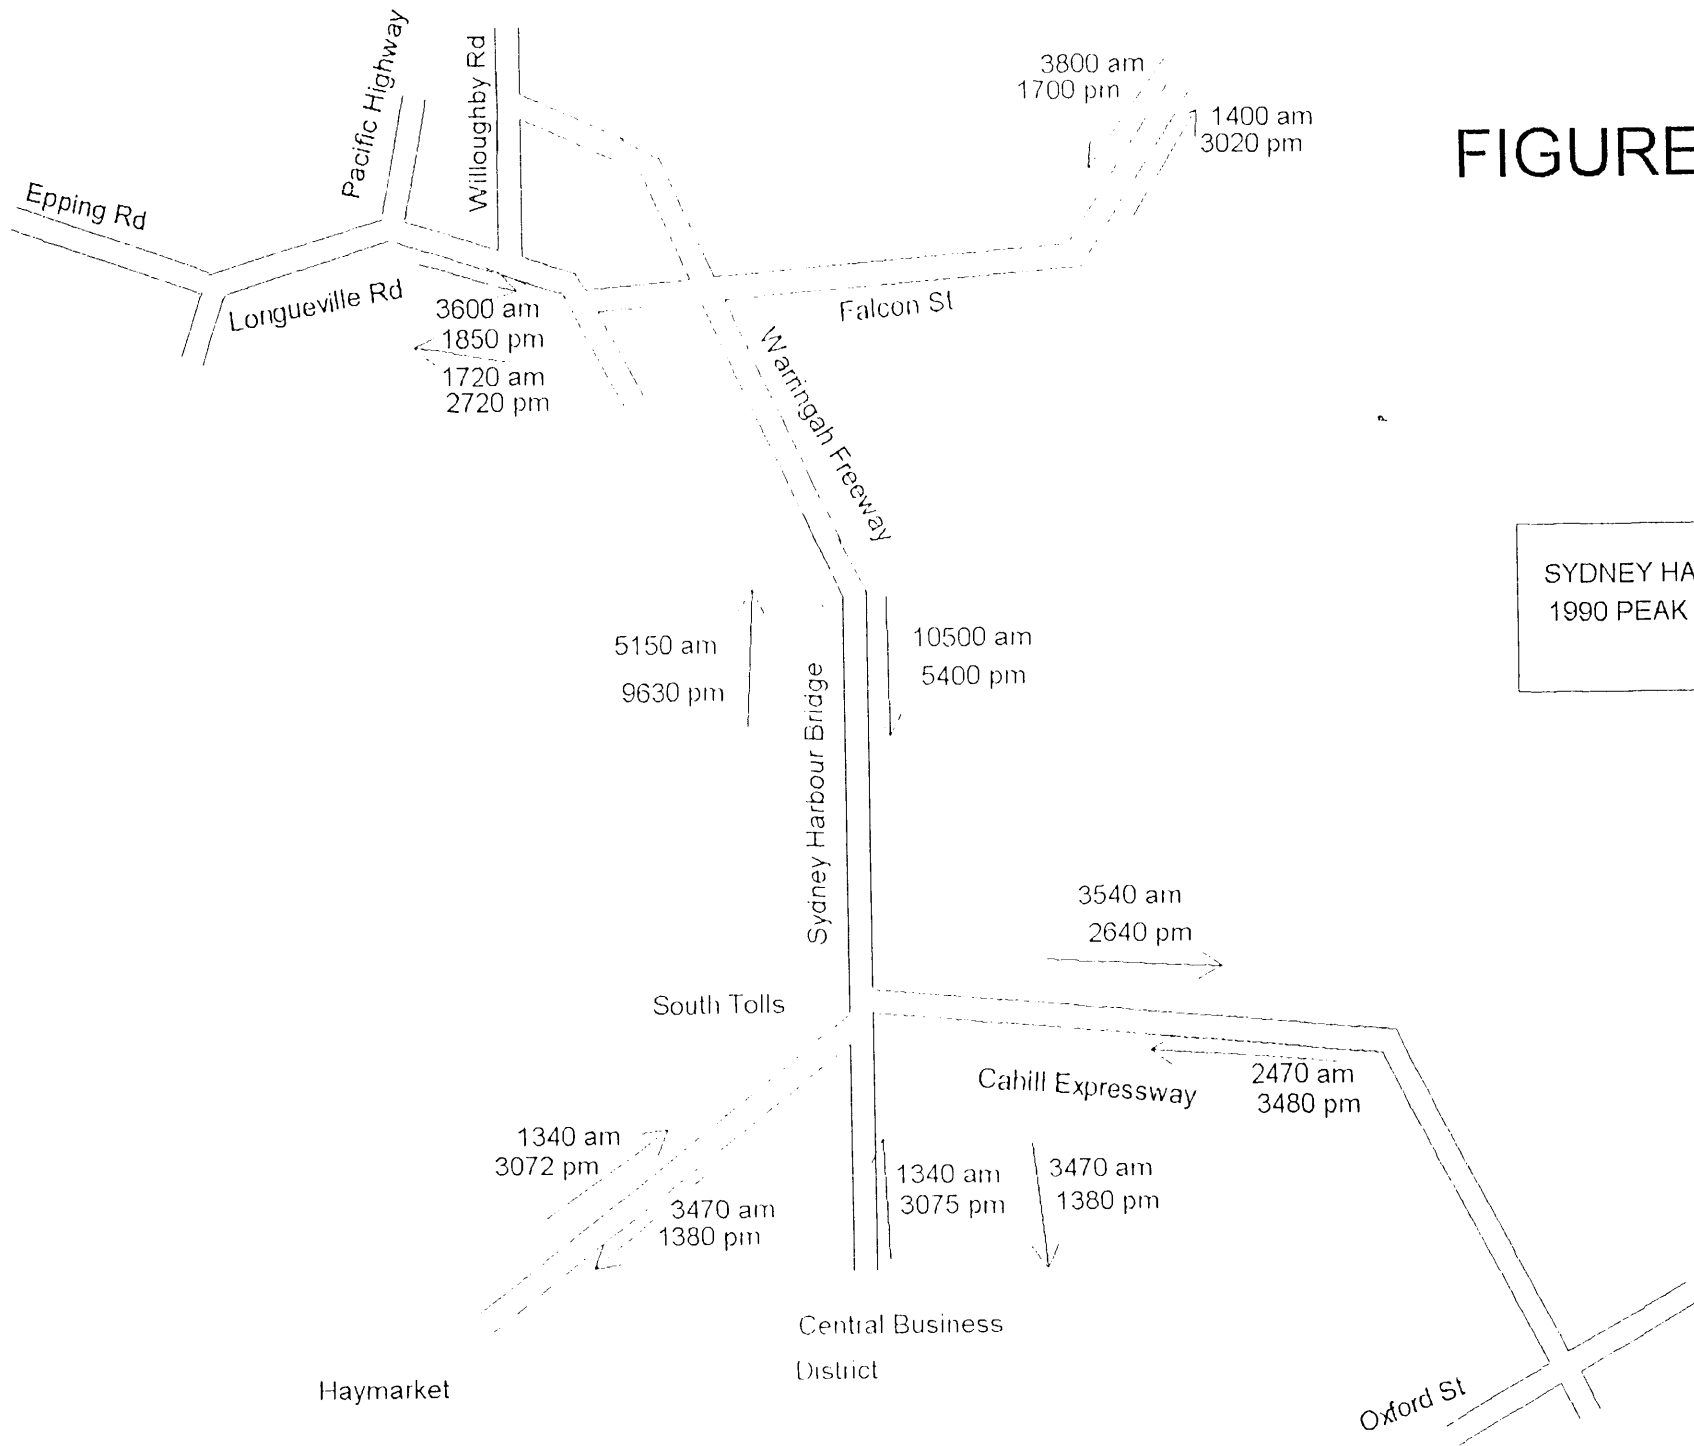 Pacific Highway
Willoughby Rd
3800 am
1700 pm
1400 am
3020 pm
FIGURE
Epping Rd
Longueville Rd
3600 am
1850 pm
1720 am
2720 pm
Falcon St
Warringah Freeway
SYDNEY HA
1990 PEAK
5150 am
9630 pm
10500 am
5400 pm
Sydney Harbour Bridge
3540 am
2640 pm
South Tolls
Cahill Expressway
2470 am
3480 pm
1340 am
3072 pm
3470 am
1380 pm
1340 am
3075 pm
3470 am
1380 pm
Central Business
District
Haymarket
Oxford St